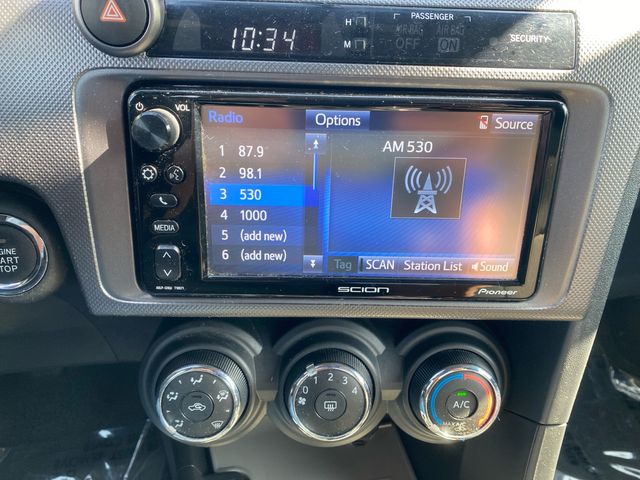 10:34
H
M
PASSENGER
AIR BAG AIR BAG
OFF ON
SECURITY
VOL
Radio Options Source
1 87.9
2 98.1
3 530
4 1000
5 (add new)
6 (add new)
AM 530
Tag SCAN Station List Sound
MEDIA
SCION
Pioneer
ENGINE
START
STOP
0 1 2 3 4
A/C
MAX A/C